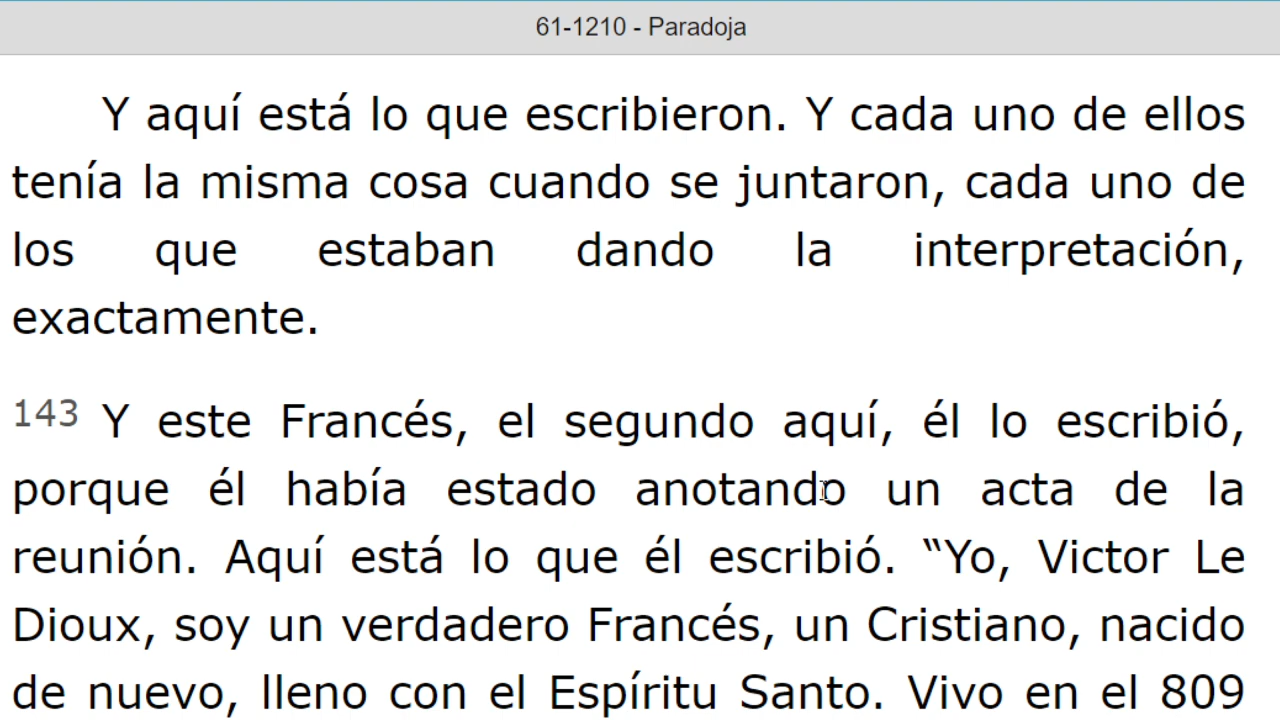 61-1210 - Paradoja
Y aquí está lo que escribieron. Y cada uno de ellos
tenía la misma cosa cuando se juntaron, cada uno de
los que estaban dando la interpretación,
exactamente.
143 Y este Francés, el segundo aquí, él lo escribió,
porque él había estado anotando un acta de la
reunión. Aquí está lo que él escribió. “Yo, Victor Le
Dioux, soy un verdadero Francés, un Cristiano, nacido
de nuevo, lleno con el Espíritu Santo. Vivo en el 809